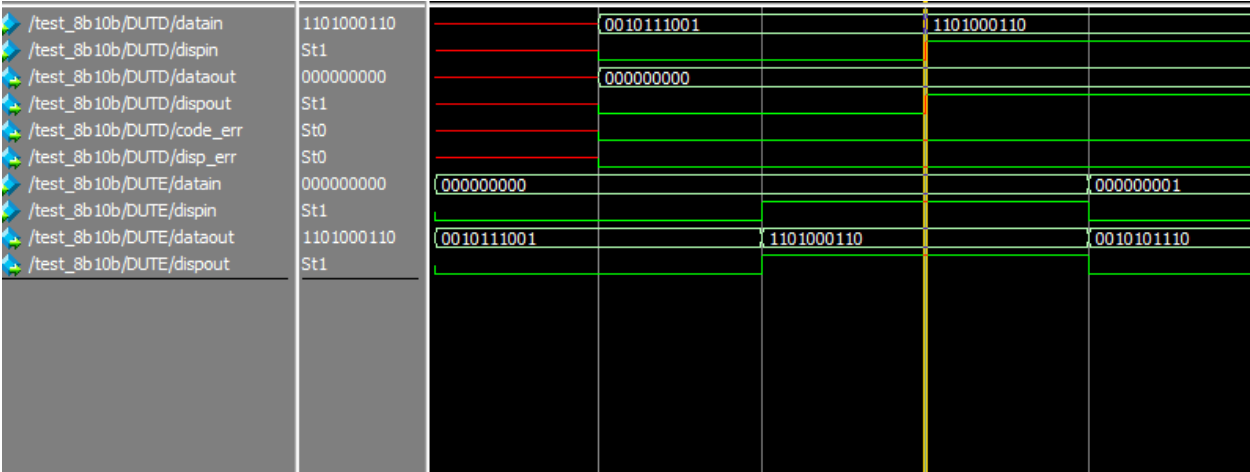 /test_8b10b/DUTD/datain 1101000110 0010111001 1101000110
/test_8b10b/DUTD/dispin St1
/test_8b10b/DUTD/dataout 000000000 000000000
/test_8b10b/DUTD/dispout St1
/test_8b10b/DUTD/code_err St0
/test_8b10b/DUTD/disp_err St0
/test_8b10b/DUTE/datain 000000000 000000000 000000001
/test_8b10b/DUTE/dispin St1
/test_8b10b/DUTE/dataout 1101000110 0010111001 1101000110 0010101110
/test_8b10b/DUTE/dispout St1